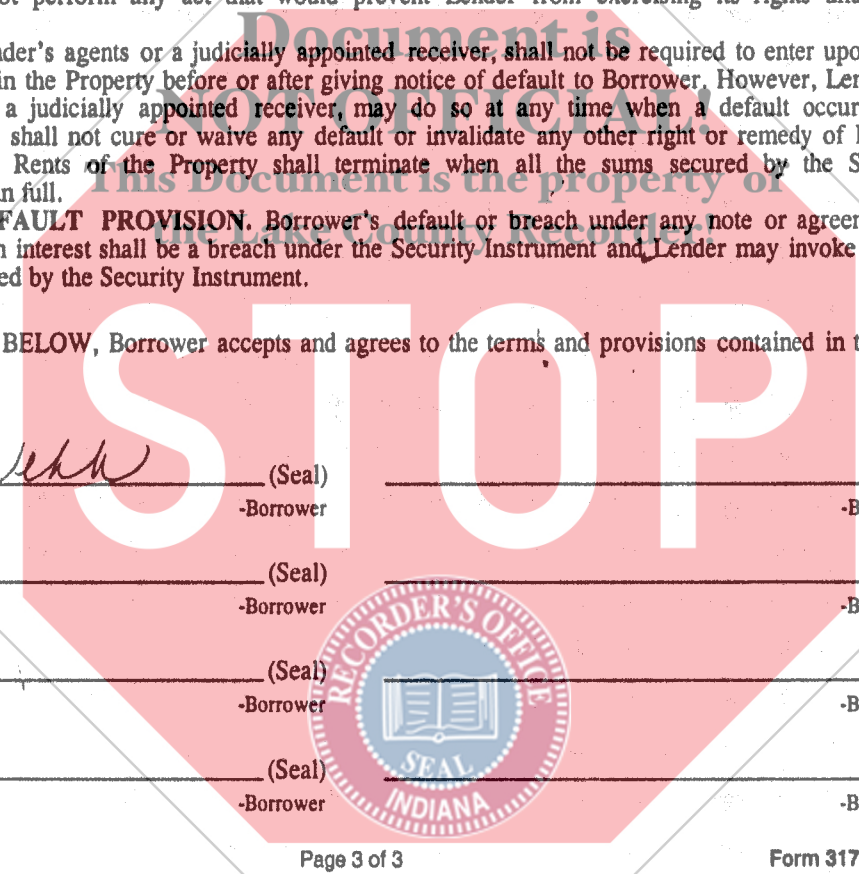 ot perform any act that would prevent Lender from exercising its rights and
Document is
nder's agents or a judicially appointed receiver, shall not be required to enter upo
in the Property before or after giving notice of default to Borrower. However, Len
NOT OFFICIAL!
a judicially appointed receiver, may do so at any time when a default occur
shall not cure or waive any default or invalidate any other right or remedy of
Rents of the Property shall terminate when all the sums secured by the S
This Document is the property of
n full.
FAULT PROVISION. Borrower's default or breach under any note or agreem
the Lake County Recorder!
n interest shall be a breach under the Security Instrument and Lender may invoke
ed by the Security Instrument.
BELOW, Borrower accepts and agrees to the terms and provisions contained in t
STOP
(Seal)
-Borrower -B
(Seal)
-Borrower -B
(Seal)
-Borrower -B
(Seal)
-Borrower -B
RECORDER'S OFFICE
SEAL
INDIANA
Page 3 of 3 Form 317